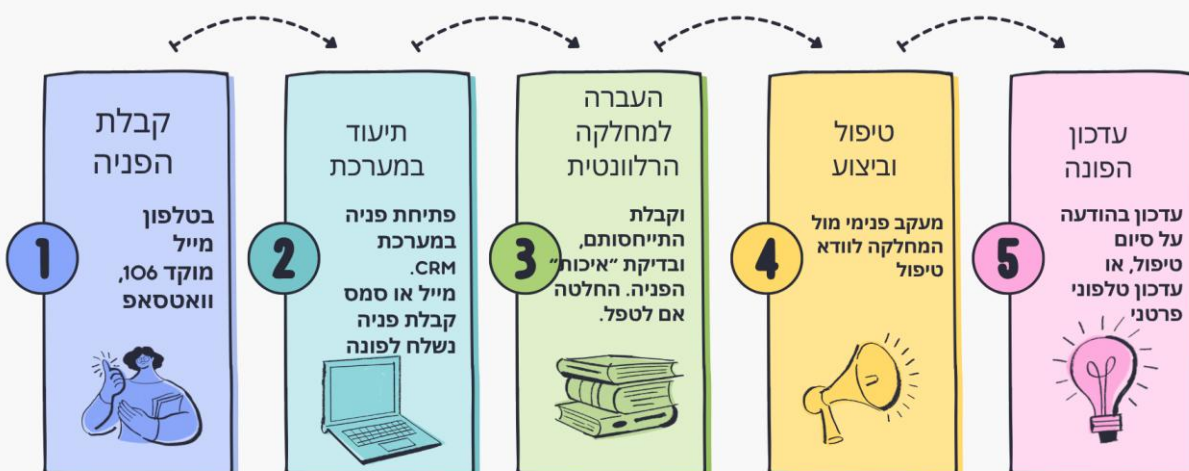 קבלת
הפניה
1
בטלפון
מייל
מוקד 106,
וואטסאפ
תיעוד
במערכת
2
פתיחת פניה
במערכת
CRM.
מייל או סמס
קבלת פניה
נשלח לפונה
העברה
למחלקה
הרלוונטית
3
וקבלת
התייחסותם,
ובדיקת "איכות"
הפניה. החלטה
אם לטפל.
טיפול
וביצוע
4
מעקב פנימי מול
המחלקה לוודא
טיפול
עדכון
הפונה
5
עדכון בהודעה
על סיום
טיפול, או
עדכון טלפוני
פרטני